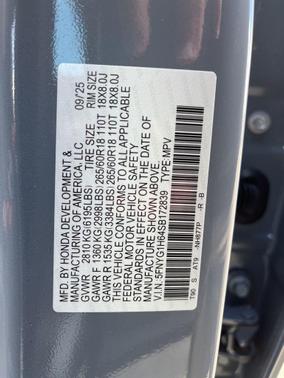 MFD. BY HONDA DEVELOPMENT & 09/25
MANUFACTURING OF AMERICA, LLC
GVWR 2810 KG(6195LBS) TIRE SIZE RIM SIZE
GAWR F 1360 KG(2998LBS)265/60R18 110T 18X8.0J
GAWR R 1535 KG(3384LBS)265/60R18 110T 18X8.0J
THIS VEHICLE CONFORMS TO ALL APPLICABLE
FEDERAL MOTOR VEHICLE SAFETY
STANDARDS IN EFFECT ON THE DATE OF
MANUFACTURE SHOWN ABOVE.
V.I.N.:5FNYG1H64SB172839 TYPE:MPV
T90 S AT9 -NH877P -R -B